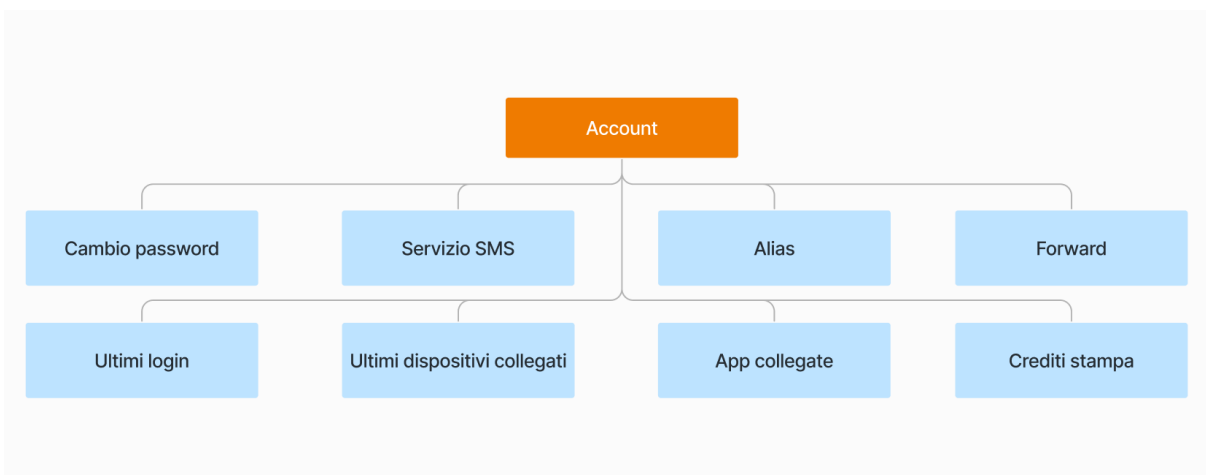 Account
Cambio password
Servizio SMS
Alias
Forward
Ultimi login
Ultimi dispositivi collegati
App collegate
Crediti stampa